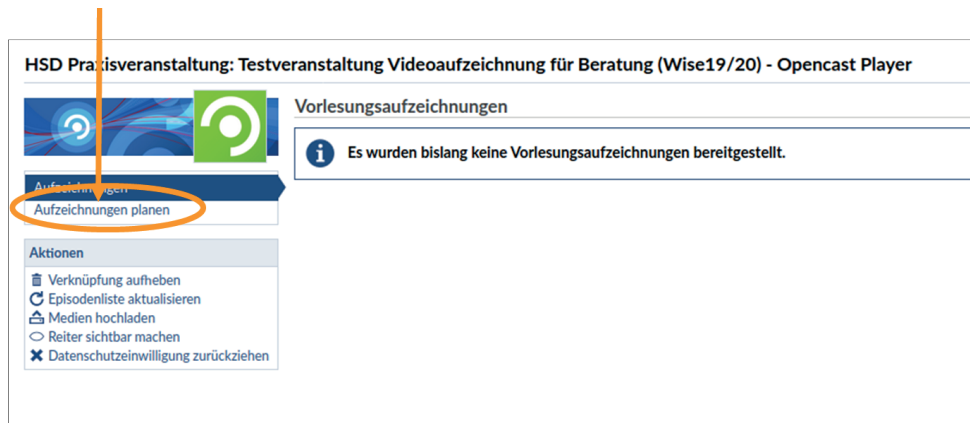 HSD Praxisveranstaltung: Testveranstaltung Videoaufzeichnung für Beratung (Wise19/20) - Opencast Player
Vorlesungsaufzeichnungen
Es wurden bislang keine Vorlesungsaufzeichnungen bereitgestellt.
Aufzeichnungen
Aufzeichnungen planen
Aktionen
Verknüpfung aufheben
Episodenliste aktualisieren
Medien hochladen
Reiter sichtbar machen
Datenschutzeinwilligung zurückziehen